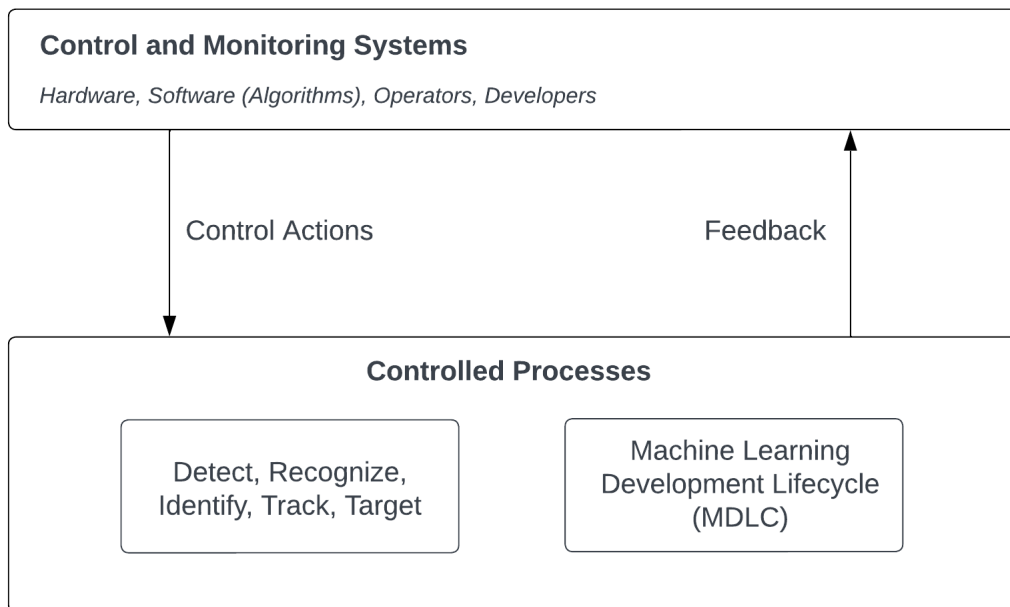 Control and Monitoring Systems
Hardware, Software (Algorithms), Operators, Developers
Control Actions
Feedback
Controlled Processes
Detect, Recognize,
Identify, Track, Target
Machine Learning
Development Lifecycle
(MDLC)